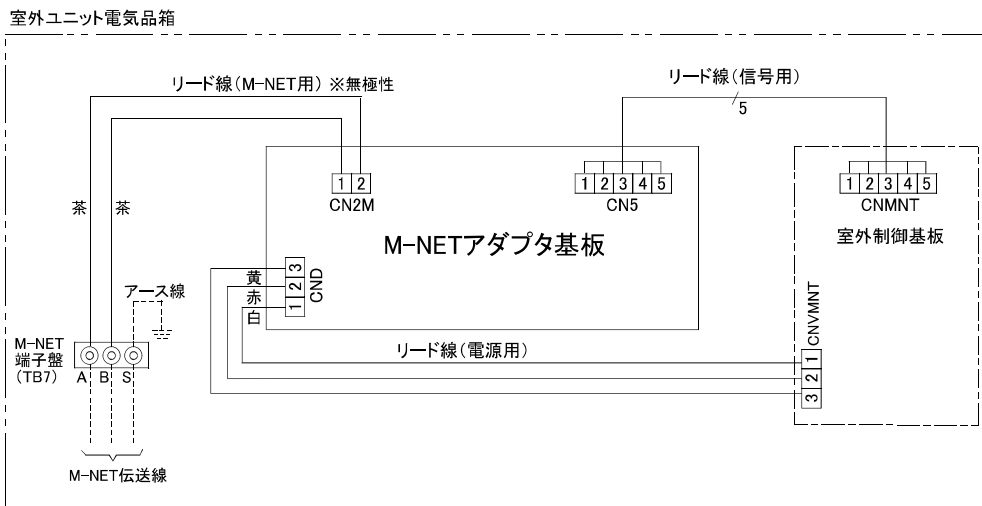 室外ユニット電気品箱
リード線（M-NET用）※無極性
リード線（信号用）
5
1 2
CN2M
1 2 3 4 5
CN5
1 2 3 4 5
CNMNT
室外制御基板
茶
茶
M-NETアダプタ基板
3
2
1
CND
黄
赤
白
アース線
CNVMNT
1
2
3
リード線（電源用）
M-NET
端子盤
（TB7）
A B S
M-NET伝送線